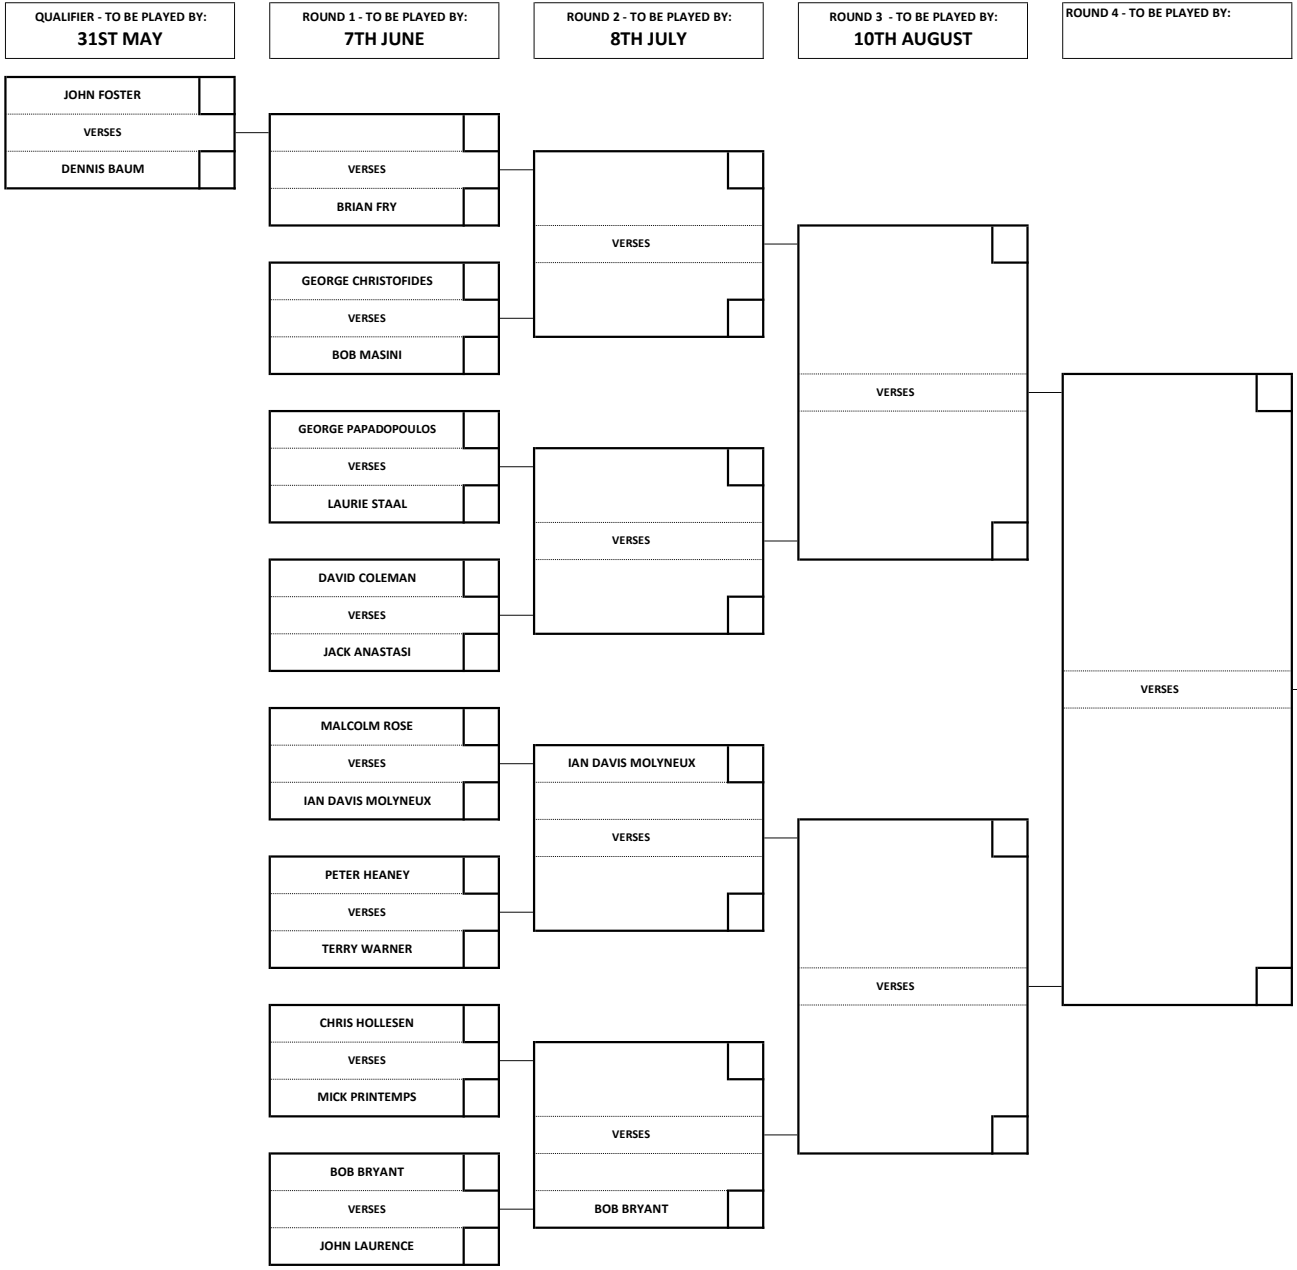 QUALIFIER - TO BE PLAYED BY:
31ST MAY
ROUND 1 - TO BE PLAYED BY:
7TH JUNE
ROUND 2 - TO BE PLAYED BY:
8TH JULY
ROUND 3  - TO BE PLAYED BY:
10TH AUGUST
ROUND 4 - TO BE PLAYED BY:
JOHN FOSTER
VERSES
DENNIS BAUM
VERSES
BRIAN FRY
GEORGE CHRISTOFIDES
VERSES
BOB MASINI
GEORGE PAPADOPOULOS
VERSES
LAURIE STAAL
DAVID COLEMAN
VERSES
JACK ANASTASI
MALCOLM ROSE
VERSES
IAN DAVIS MOLYNEUX
PETER HEANEY
VERSES
TERRY WARNER
CHRIS HOLLESEN
VERSES
MICK PRINTEMPS
BOB BRYANT
VERSES
JOHN LAURENCE
VERSES
VERSES
IAN DAVIS MOLYNEUX
VERSES
VERSES
BOB BRYANT
VERSES
VERSES
VERSES